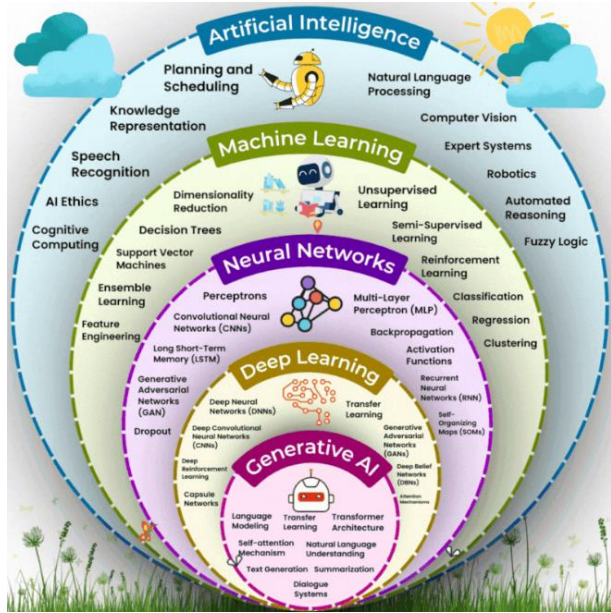 Artificial Intelligence
Planning and
Scheduling
Natural Language
Processing
Knowledge
Representation
Computer Vision
Speech
Recognition
Expert Systems
Robotics
AI Ethics
Automated
Reasoning
Cognitive
Computing
Fuzzy Logic
Machine Learning
Dimensionality
Reduction
Unsupervised
Learning
Decision Trees
Semi-Supervised
Learning
Support Vector
Machines
Reinforcement
Learning
Ensemble
Learning
Classification
Feature
Engineering
Regression
Clustering
Neural Networks
Perceptrons
Multi-Layer
Perceptron (MLP)
Convolutional Neural
Networks (CNNs)
Backpropagation
Long Short-Term
Memory (LSTM)
Activation
Functions
Generative
Adversarial
Networks
(GAN)
Recurrent
Neural
Networks (RNN)
Dropout
Self-
Organizing
Maps (SOMs)
Deep Learning
Deep Neural
Networks (DNNs)
Transfer
Learning
Deep Convolutional
Neural Networks
(CNNs)
Generative
Adversarial
Networks
(GANs)
Deep
Reinforcement
Learning
Deep Belief
Networks
(DBNs)
Capsule
Networks
Attention
Mechanisms
Generative AI
Language
Modeling
Transfer
Learning
Transformer
Architecture
Self-attention
Mechanism
Natural Language
Understanding
Text Generation
Summarization
Dialogue
Systems